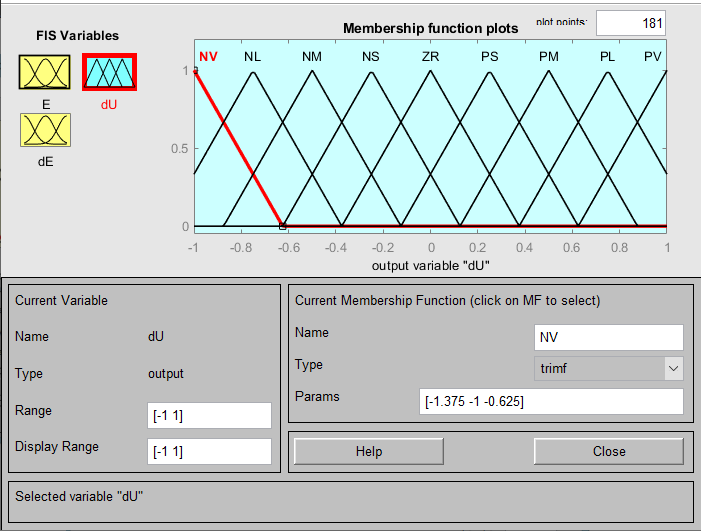 FIS Variables
E
dU
dE
Membership function plots
plot points:
181
NV NL NM NS ZR PS PM PL PV
1
0.5
0
-1 -0.8 -0.6 -0.4 -0.2 0 0.2 0.4 0.6 0.8 1
output variable "dU"
Current Variable
Name dU
Type output
Range [-1 1]
Display Range [-1 1]
Current Membership Function (click on MF to select)
Name NV
Type trimf
Params [-1.375 -1 -0.625]
Help Close
Selected variable "dU"